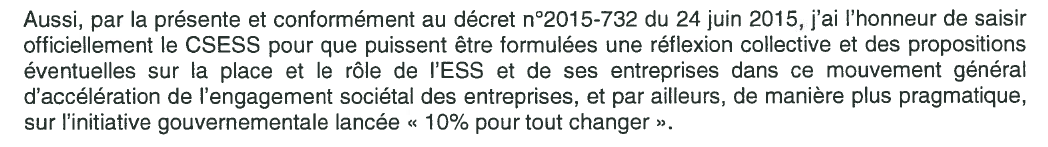 Aussi, par la présente et conformément au décret n°2015-732 du 24 juin 2015, j'ai l'honneur de saisir
officiellement le CSESS pour que puissent être formulées une réflexion collective et des propositions
éventuelles sur la place et le rôle de l'ESS et de ses entreprises dans ce mouvement général
d'accélération de l'engagement sociétal des entreprises, et par ailleurs, de manière plus pragmatique,
sur l'initiative gouvernementale lancée « 10% pour tout changer ».